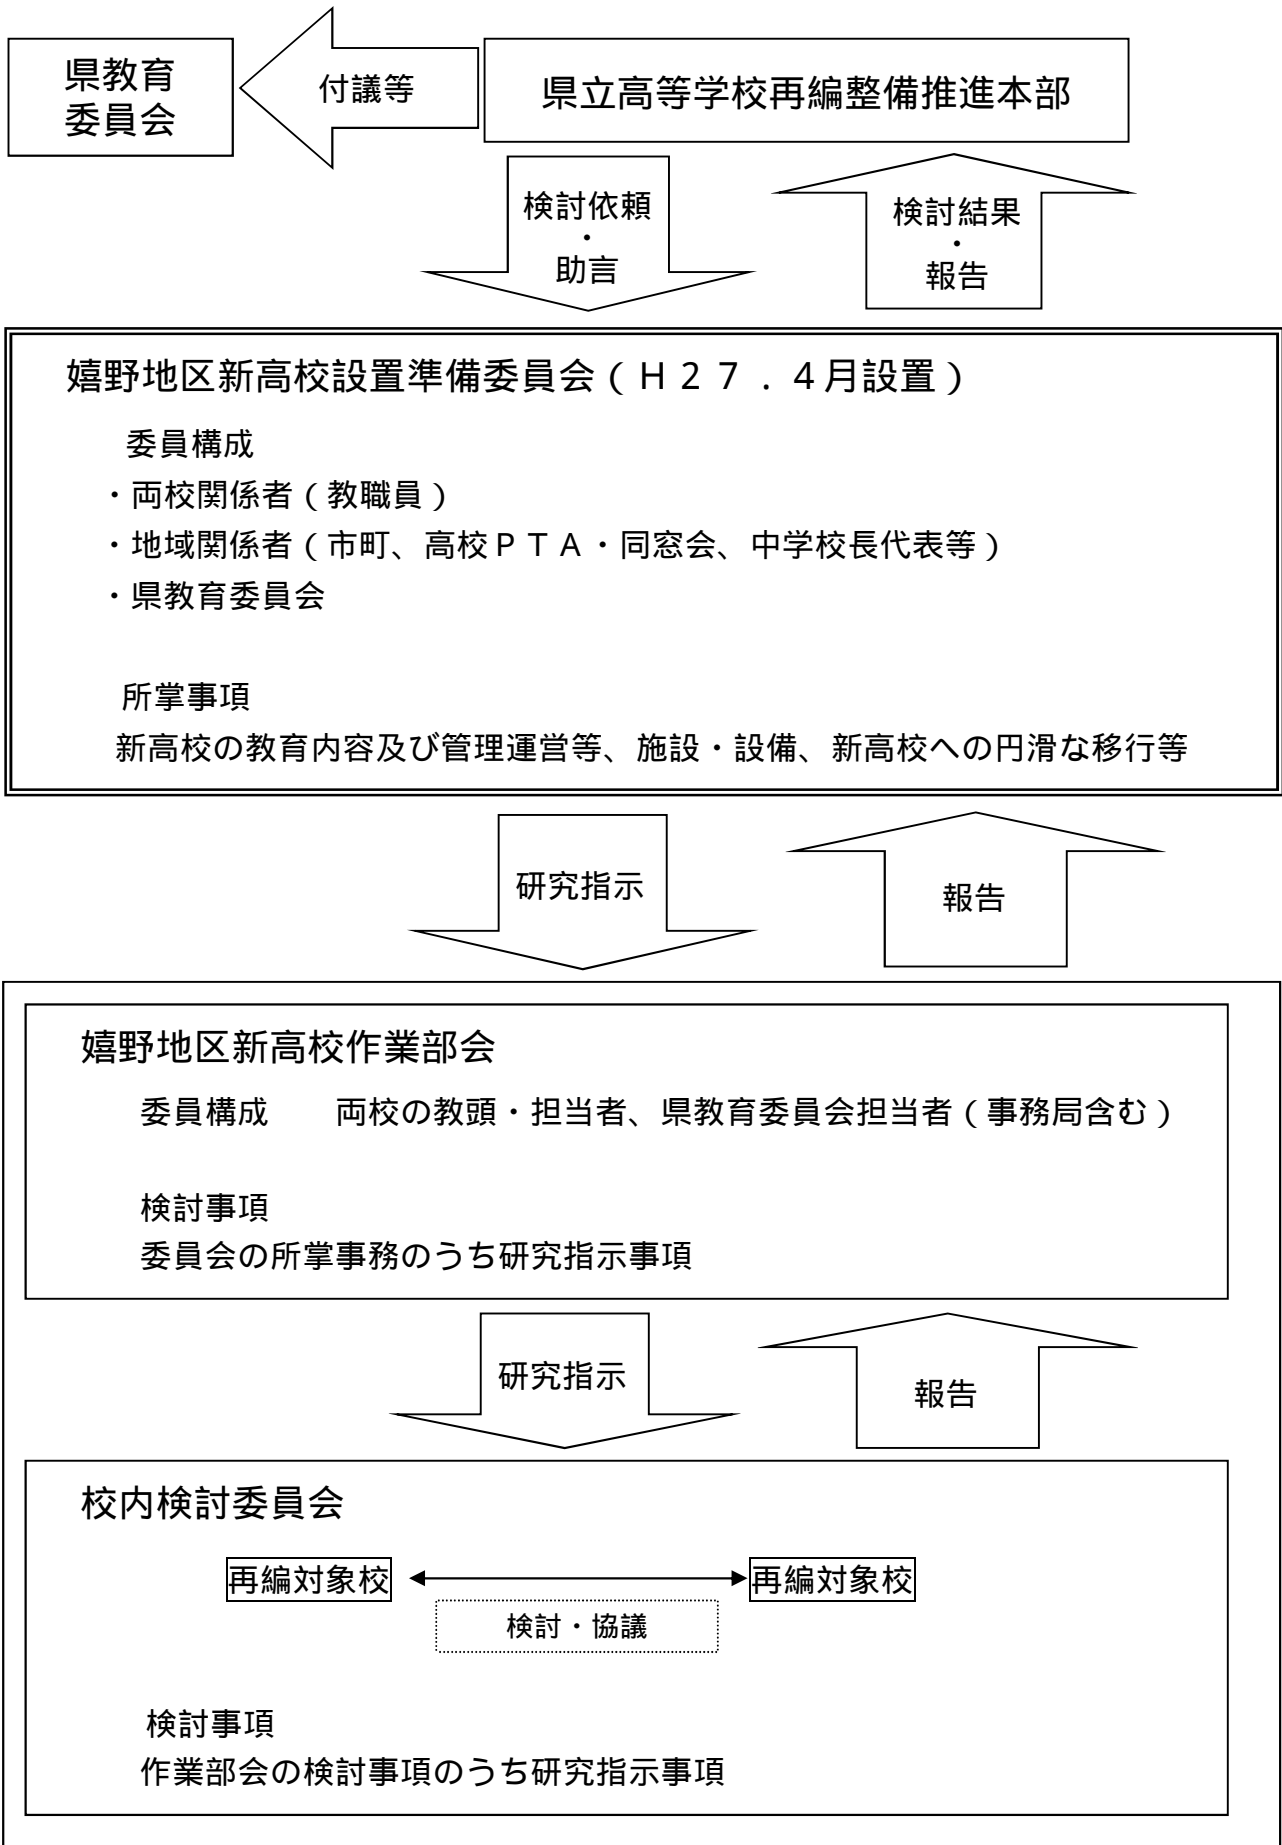 県教育
委員会
付議等
県立高等学校再編整備推進本部
検討依頼
・
助言
検討結果
・
報告
嬉野地区新高校設置準備委員会（Ｈ２７．４月設置）
委員構成
・両校関係者（教職員）
・地域関係者（市町、高校ＰＴＡ・同窓会、中学校長代表等）
・県教育委員会
所掌事項
新高校の教育内容及び管理運営等、施設・設備、新高校への円滑な移行等
研究指示
報告
嬉野地区新高校作業部会
委員構成　　両校の教頭・担当者、県教育委員会担当者（事務局含む）
検討事項
委員会の所掌事務のうち研究指示事項
研究指示
報告
校内検討委員会
再編対象校
再編対象校
検討・協議
検討事項
作業部会の検討事項のうち研究指示事項